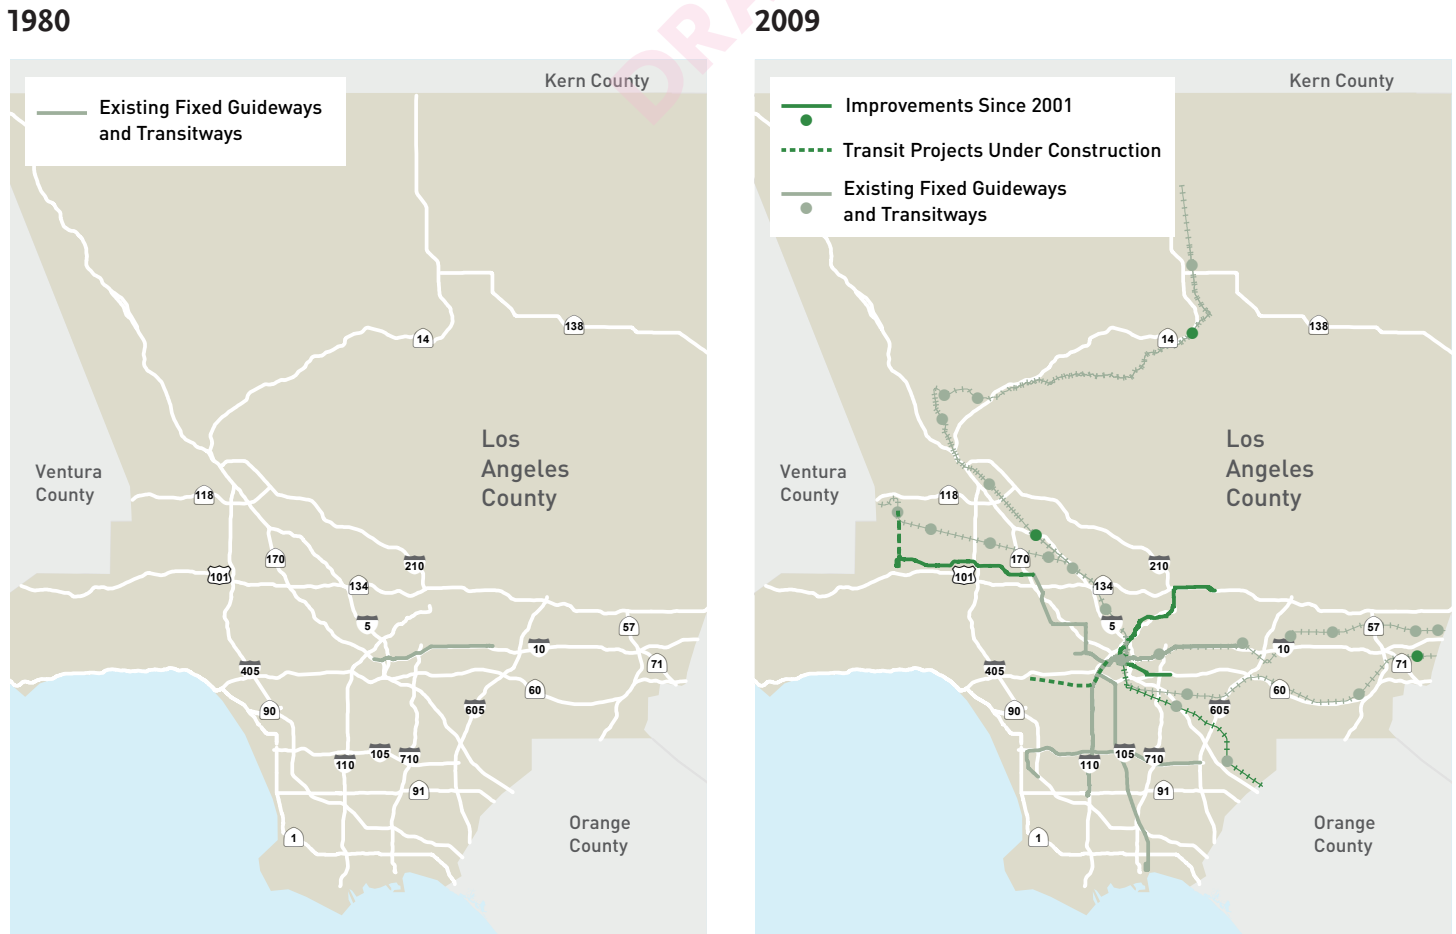 1980
2009
DRA
Existing Fixed Guideways
and Transitways
Kern County
14
138
Los
Angeles
County
Ventura
County
118
170
101
210
134
5
57
10
71
405
60
90
605
105
110
710
91
1
Orange
County
Improvements Since 2001
Transit Projects Under Construction
Existing Fixed Guideways
and Transitways
Kern County
14
138
Los
Angeles
County
Ventura
County
118
170
101
210
134
5
57
10
71
405
60
90
605
105
110
710
91
1
Orange
County